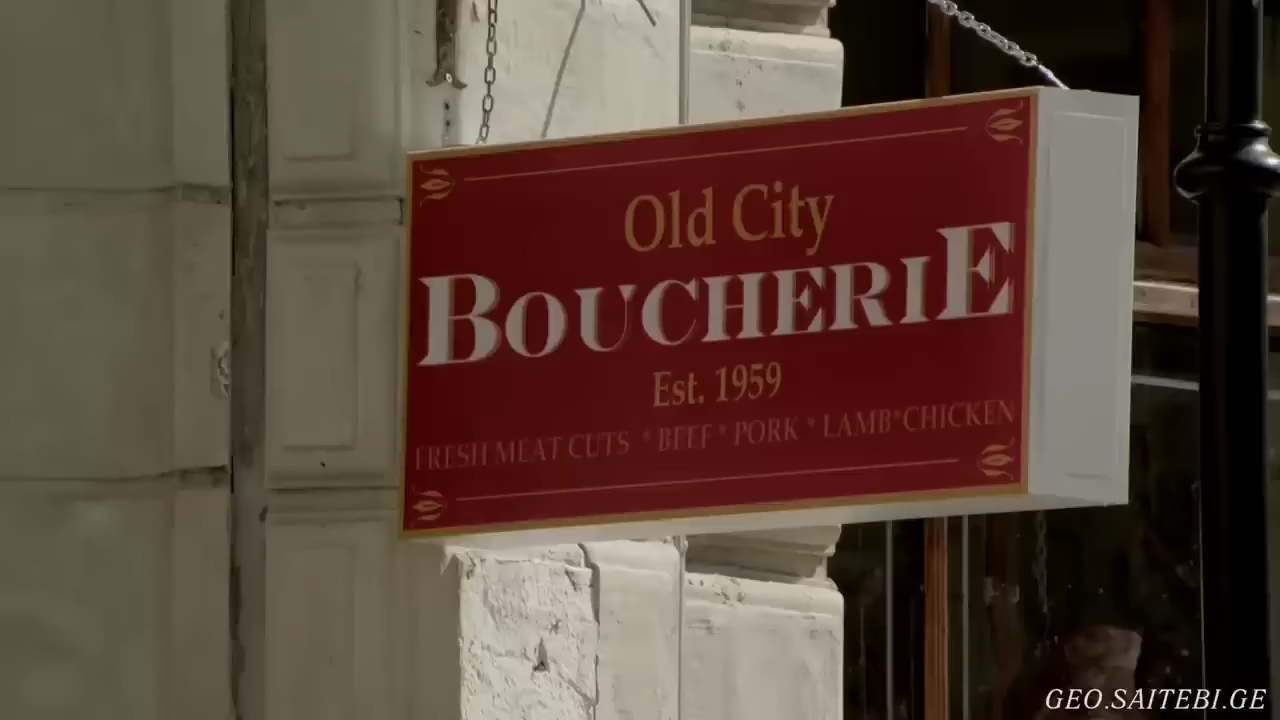 Old City
BOUCHERIE
Est. 1959
FRESH MEAT CUTS * BEEF * PORK * LAMB * CHICKEN
GEO.SAITEBI.GE